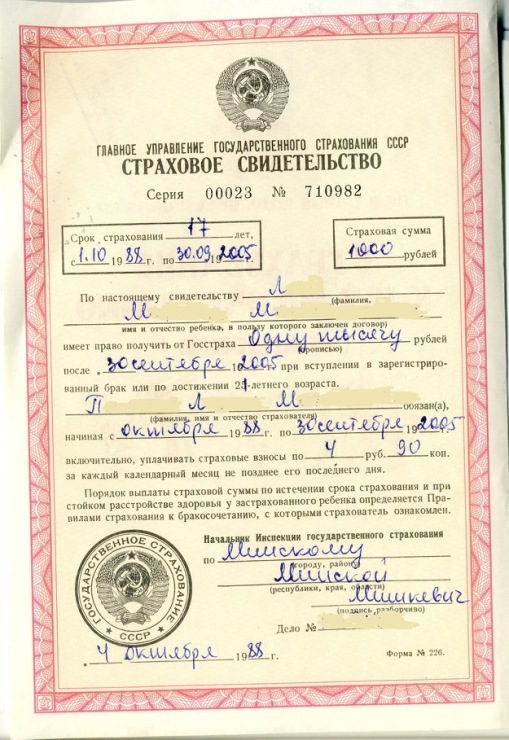 ГЛАВНОЕ УПРАВЛЕНИЕ ГОСУДАРСТВЕННОГО СТРАХОВАНИЯ СССР
СТРАХОВОЕ СВИДЕТЕЛЬСТВО
Серия 00023 № 710982
Срок страхования 17 лет,
с 1.10 1988 г. по 30.09 2005 г.
Страховая сумма
1000 рублей
По настоящему свидетельству Л
(фамилия,
М М
имя и отчество ребенка, в пользу которого заключен договор)
имеет право получить от Госстраха Одну тысячу рублей
(прописью)
после 30 сентября 2005 г. при вступлении в зарегистриро-
ванный брак или по достижении 21-летнего возраста.
П Л М обязан(а),
(фамилия, имя и отчество страхователя)
начиная с октября 1988 г. по 30 сентября 2005 г.
включительно, уплачивать страховые взносы по 4 руб. 90 коп.
за каждый календарный месяц не позднее его последнего дня.
Порядок выплаты страховой суммы по истечении срока страхования и при
стойком расстройстве здоровья у застрахованного ребенка определяется Пра-
вилами страхования к бракосочетанию, с которыми страхователь ознакомлен.
Начальник Инспекции государственного страхования
по Минскому
(городу, району)
Минской
(республики, края, области)
Мишкевич
(подпись разборчиво)
Дело №
ГОСУДАРСТВЕННОЕ СТРАХОВАНИЕ
СССР
4 октября 1988 г.
Форма № 226.